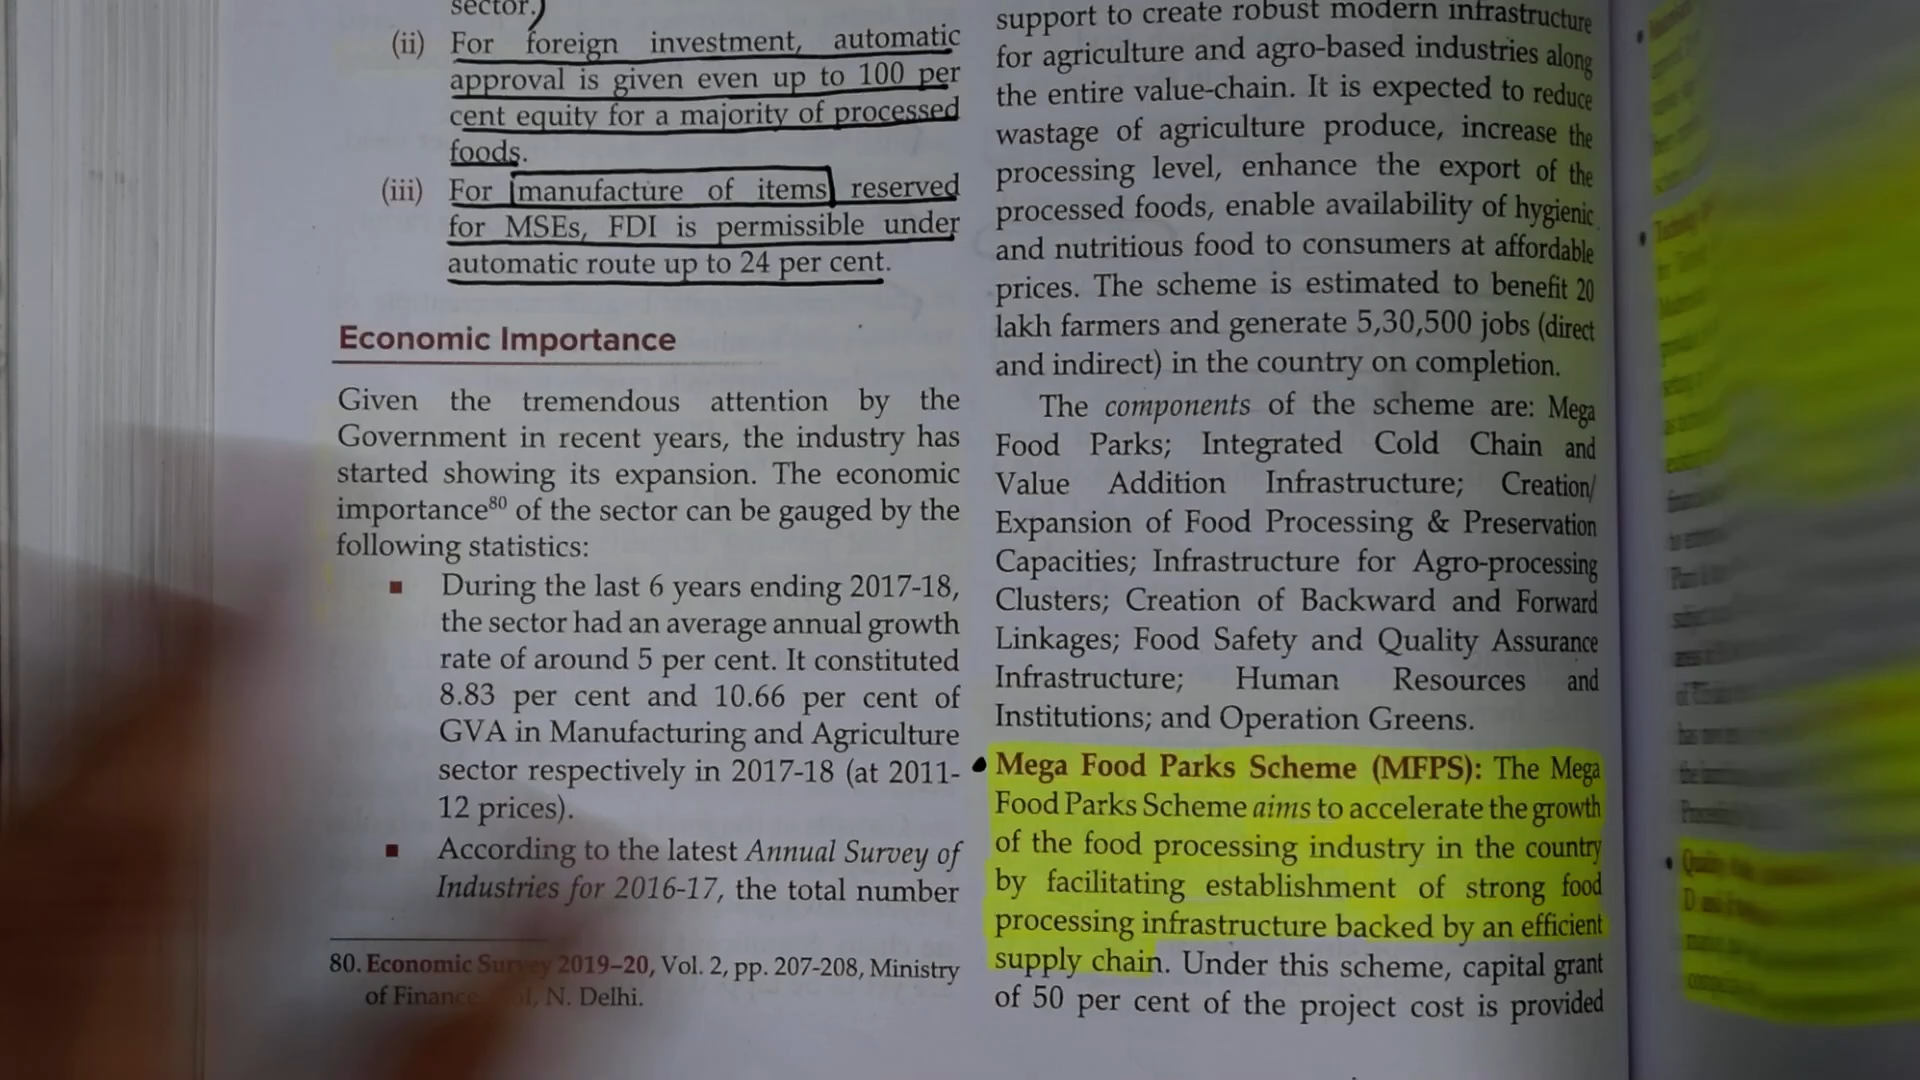 sector.)
(ii) For foreign investment, automatic
approval is given even up to 100 per
cent equity for a majority of processed
foods.
(iii) For manufacture of items reserved
for MSEs, FDI is permissible under
automatic route up to 24 per cent.
Economic Importance
Given the tremendous attention by the
Government in recent years, the industry has
started showing its expansion. The economic
importance80 of the sector can be gauged by the
following statistics:
■ During the last 6 years ending 2017-18,
the sector had an average annual growth
rate of around 5 per cent. It constituted
8.83 per cent and 10.66 per cent of
GVA in Manufacturing and Agriculture
sector respectively in 2017-18 (at 2011-
12 prices).
■ According to the latest Annual Survey of
Industries for 2016-17, the total number
80. Economic Survey 2019–20, Vol. 2, pp. 207-208, Ministry
of Finance, N. Delhi.
support to create robust modern infrastructure
for agriculture and agro-based industries along
the entire value-chain. It is expected to reduce
wastage of agriculture produce, increase the
processing level, enhance the export of the
processed foods, enable availability of hygienic
and nutritious food to consumers at affordable
prices. The scheme is estimated to benefit 20
lakh farmers and generate 5,30,500 jobs (direct
and indirect) in the country on completion.
The components of the scheme are: Mega
Food Parks; Integrated Cold Chain and
Value Addition Infrastructure; Creation/
Expansion of Food Processing & Preservation
Capacities; Infrastructure for Agro-processing
Clusters; Creation of Backward and Forward
Linkages; Food Safety and Quality Assurance
Infrastructure; Human Resources and
Institutions; and Operation Greens.
Mega Food Parks Scheme (MFPS): The Mega
Food Parks Scheme aims to accelerate the growth
of the food processing industry in the country
by facilitating establishment of strong food
processing infrastructure backed by an efficient
supply chain. Under this scheme, capital grant
of 50 per cent of the project cost is provided